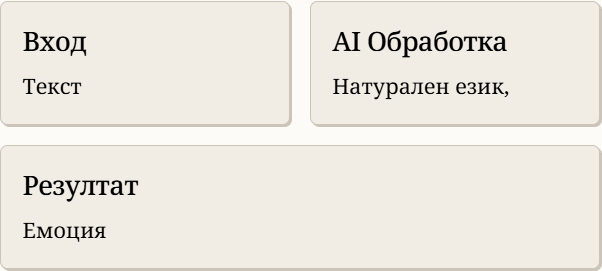 Вход
Текст
AI Обработка
Натурален език,
Резултат
Емоция